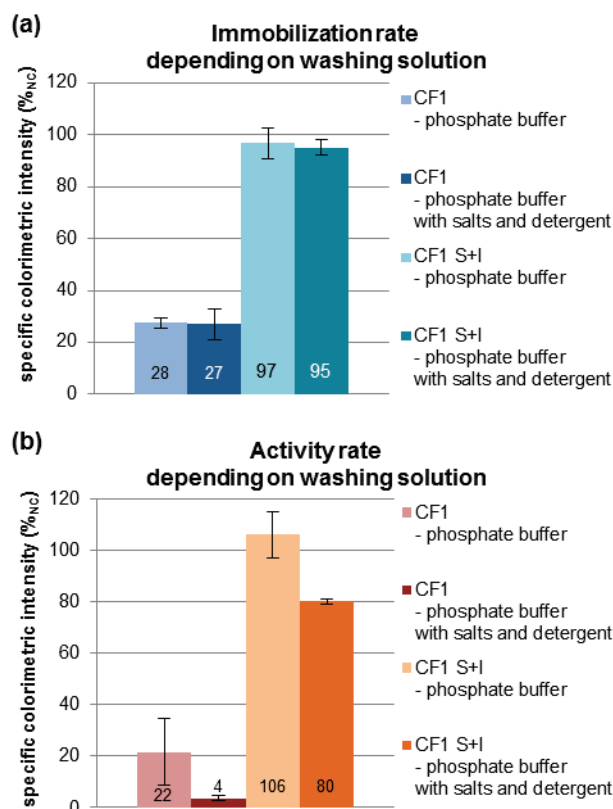 (a)
Immobilization rate
depending on washing solution
specific colorimetric intensity (%NC)
120
100
80
60
40
20
0
28
27
97
95
CF1
- phosphate buffer
CF1
- phosphate buffer
with salts and detergent
CF1 S+I
- phosphate buffer
CF1 S+I
- phosphate buffer
with salts and detergent
(b)
Activity rate
depending on washing solution
specific colorimetric intensity (%NC)
120
100
80
60
40
20
0
22
4
106
80
CF1
- phosphate buffer
CF1
- phosphate buffer
with salts and detergent
CF1 S+I
- phosphate buffer
CF1 S+I
- phosphate buffer
with salts and detergent